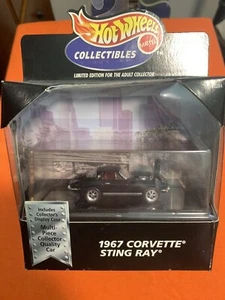 Hot Wheels
MATTEL
COLLECTIBLES
LIMITED EDITION FOR THE ADULT COLLECTOR
Includes
Collector's
Display Case
Multi-
Piece
Collector
Quality
Car
1967 CORVETTE®
STING RAY®